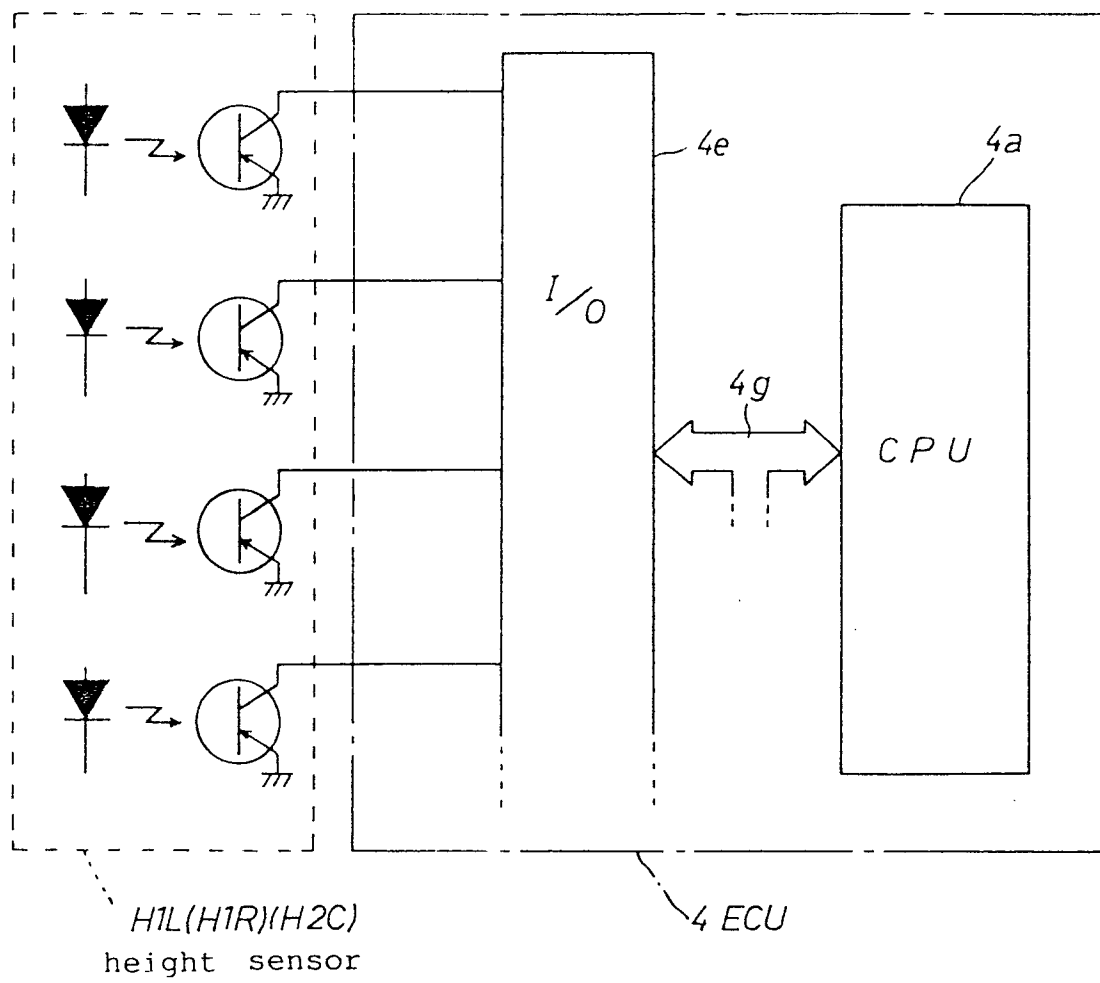 4e
4a
I/O
4g
CPU
H1L(H1R)(H2C)
4 ECU
height sensor